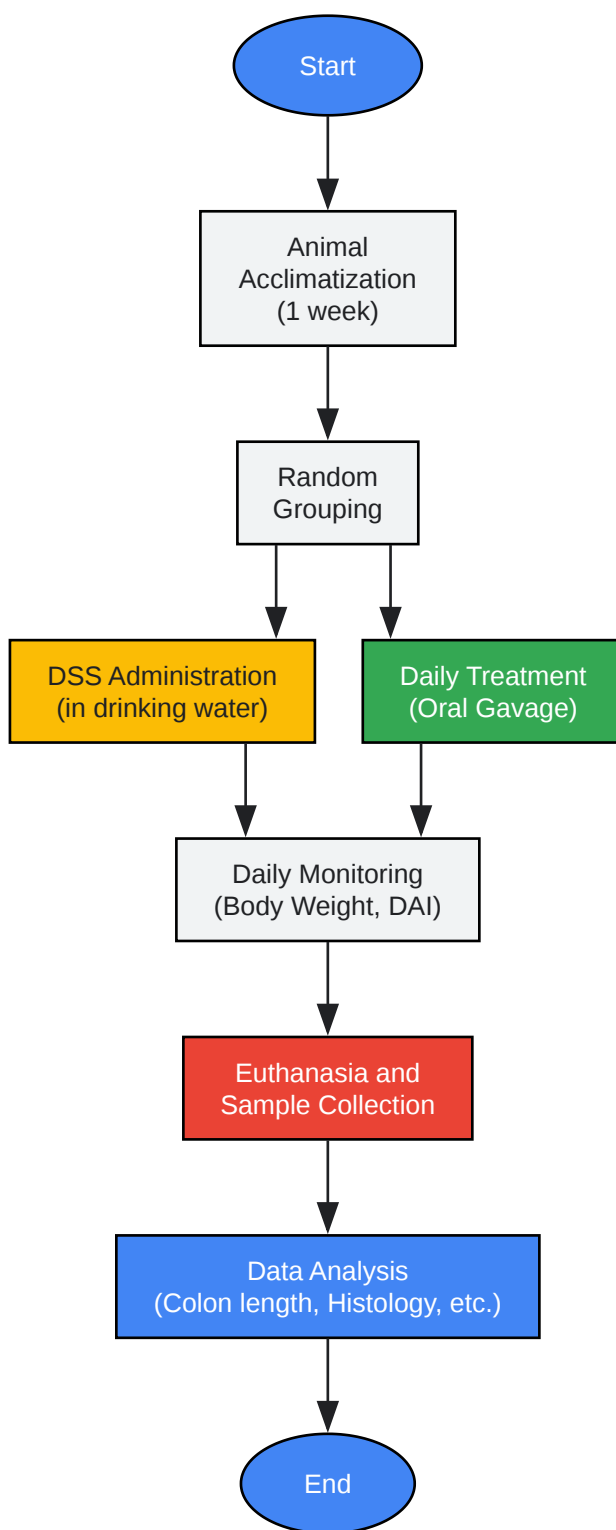 Start
Animal
Acclimatization
(1 week)
Random
Grouping
DSS Administration
(in drinking water)
Daily Treatment
(Oral Gavage)
Daily Monitoring
(Body Weight, DAI)
Euthanasia and
Sample Collection
Data Analysis
(Colon length, Histology, etc.)
End